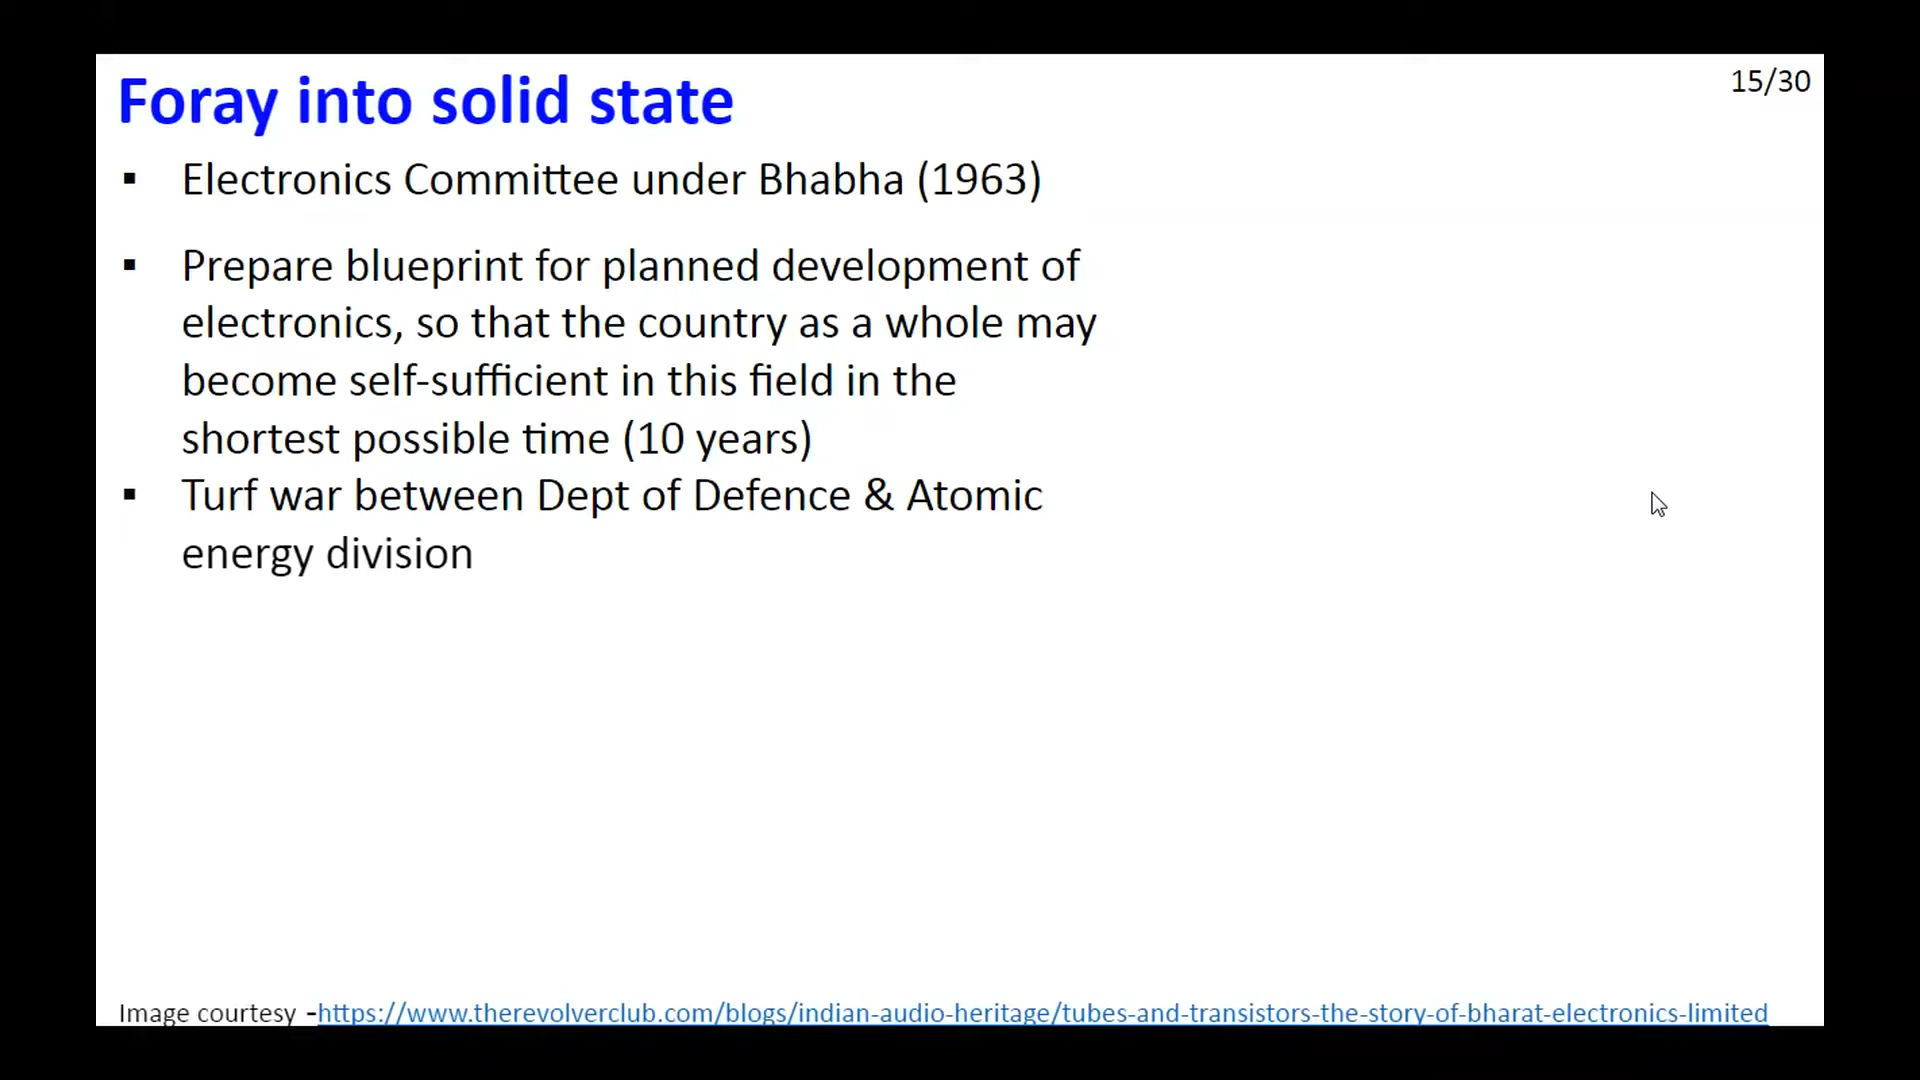 Foray into solid state
15/30
▪ Electronics Committee under Bhabha (1963)
▪ Prepare blueprint for planned development of
electronics, so that the country as a whole may
become self-sufficient in this field in the
shortest possible time (10 years)
▪ Turf war between Dept of Defence & Atomic
energy division
Image courtesy -https://www.therevolverclub.com/blogs/indian-audio-heritage/tubes-and-transistors-the-story-of-bharat-electronics-limited